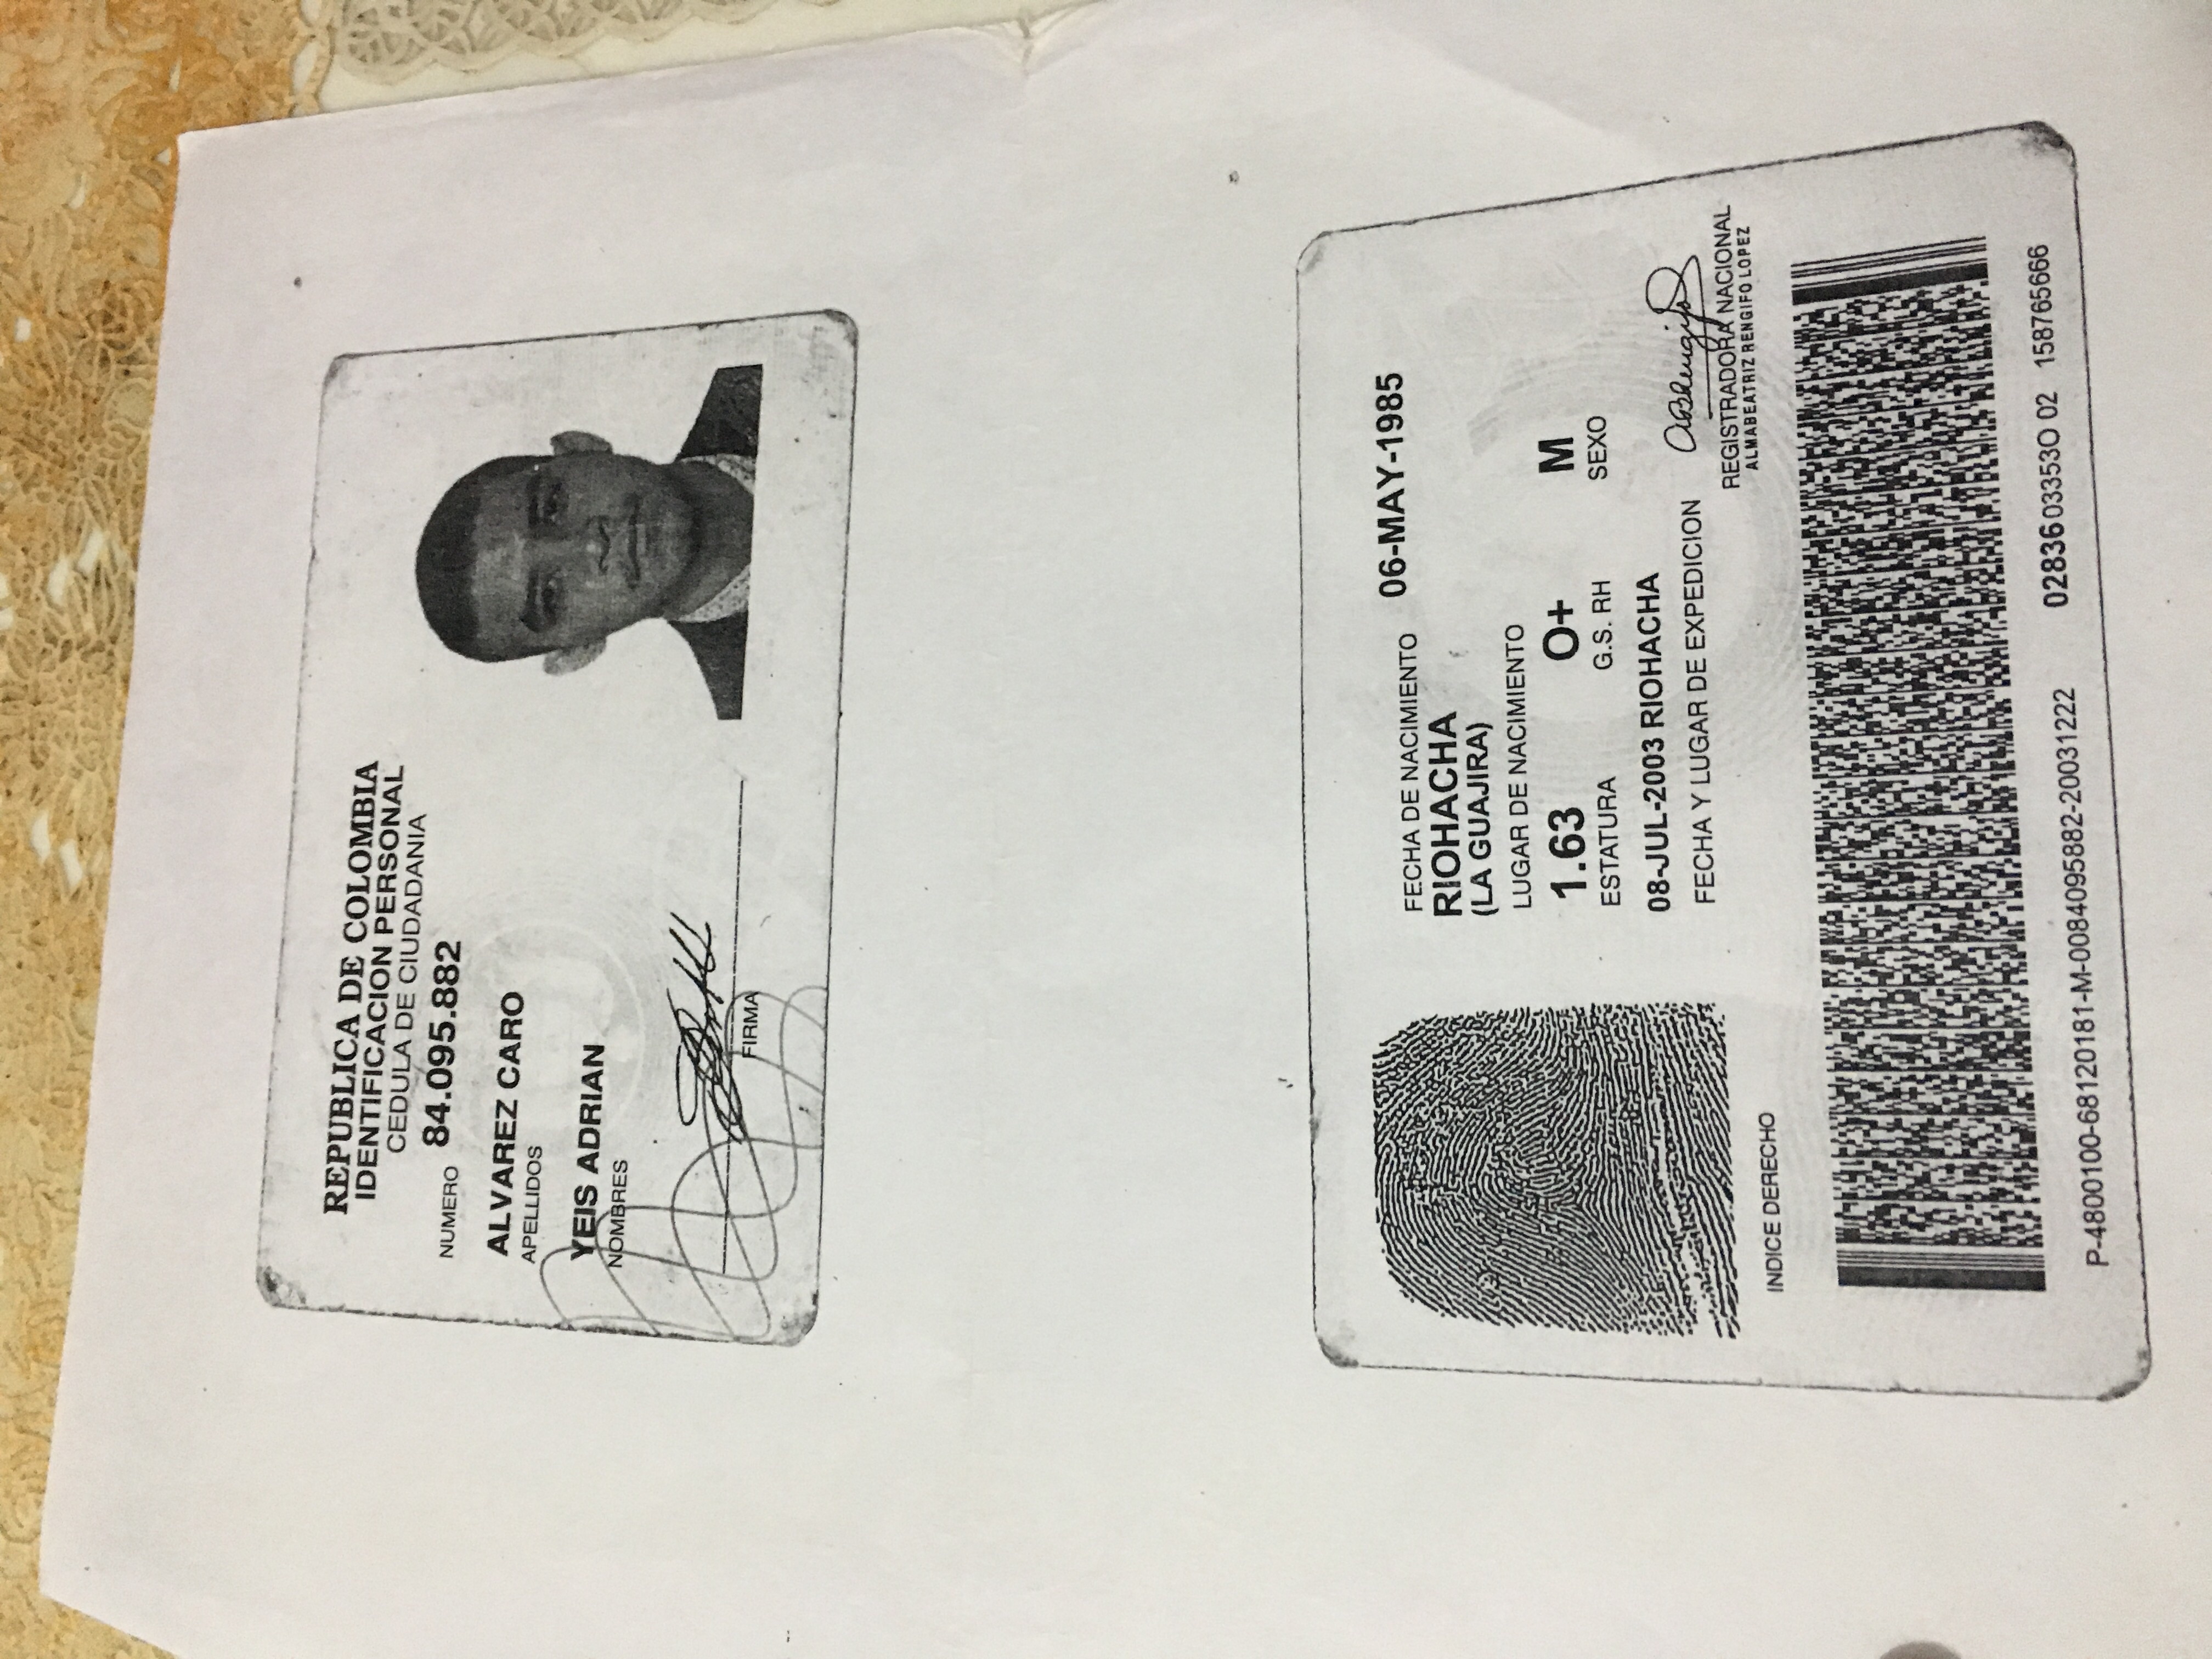 REPUBLICA DE COLOMBIA
IDENTIFICACION PERSONAL
CEDULA DE CIUDADANIA
NUMERO 84.095.882
ALVAREZ CARO
APELLIDOS
YEIS ADRIAN
NOMBRES
FIRMA
FECHA DE NACIMIENTO 06-MAY-1985
RIOHACHA
(LA GUAJIRA)
LUGAR DE NACIMIENTO
1.63 O+ M
ESTATURA G.S. RH SEXO
08-JUL-2003 RIOHACHA
FECHA Y LUGAR DE EXPEDICION
REGISTRADORA NACIONAL
ALMABEATRIZ RENGIFO LOPEZ
INDICE DERECHO
P-4800100-68120181-M-0084095882-20031222 02836 03353O 02 158765666